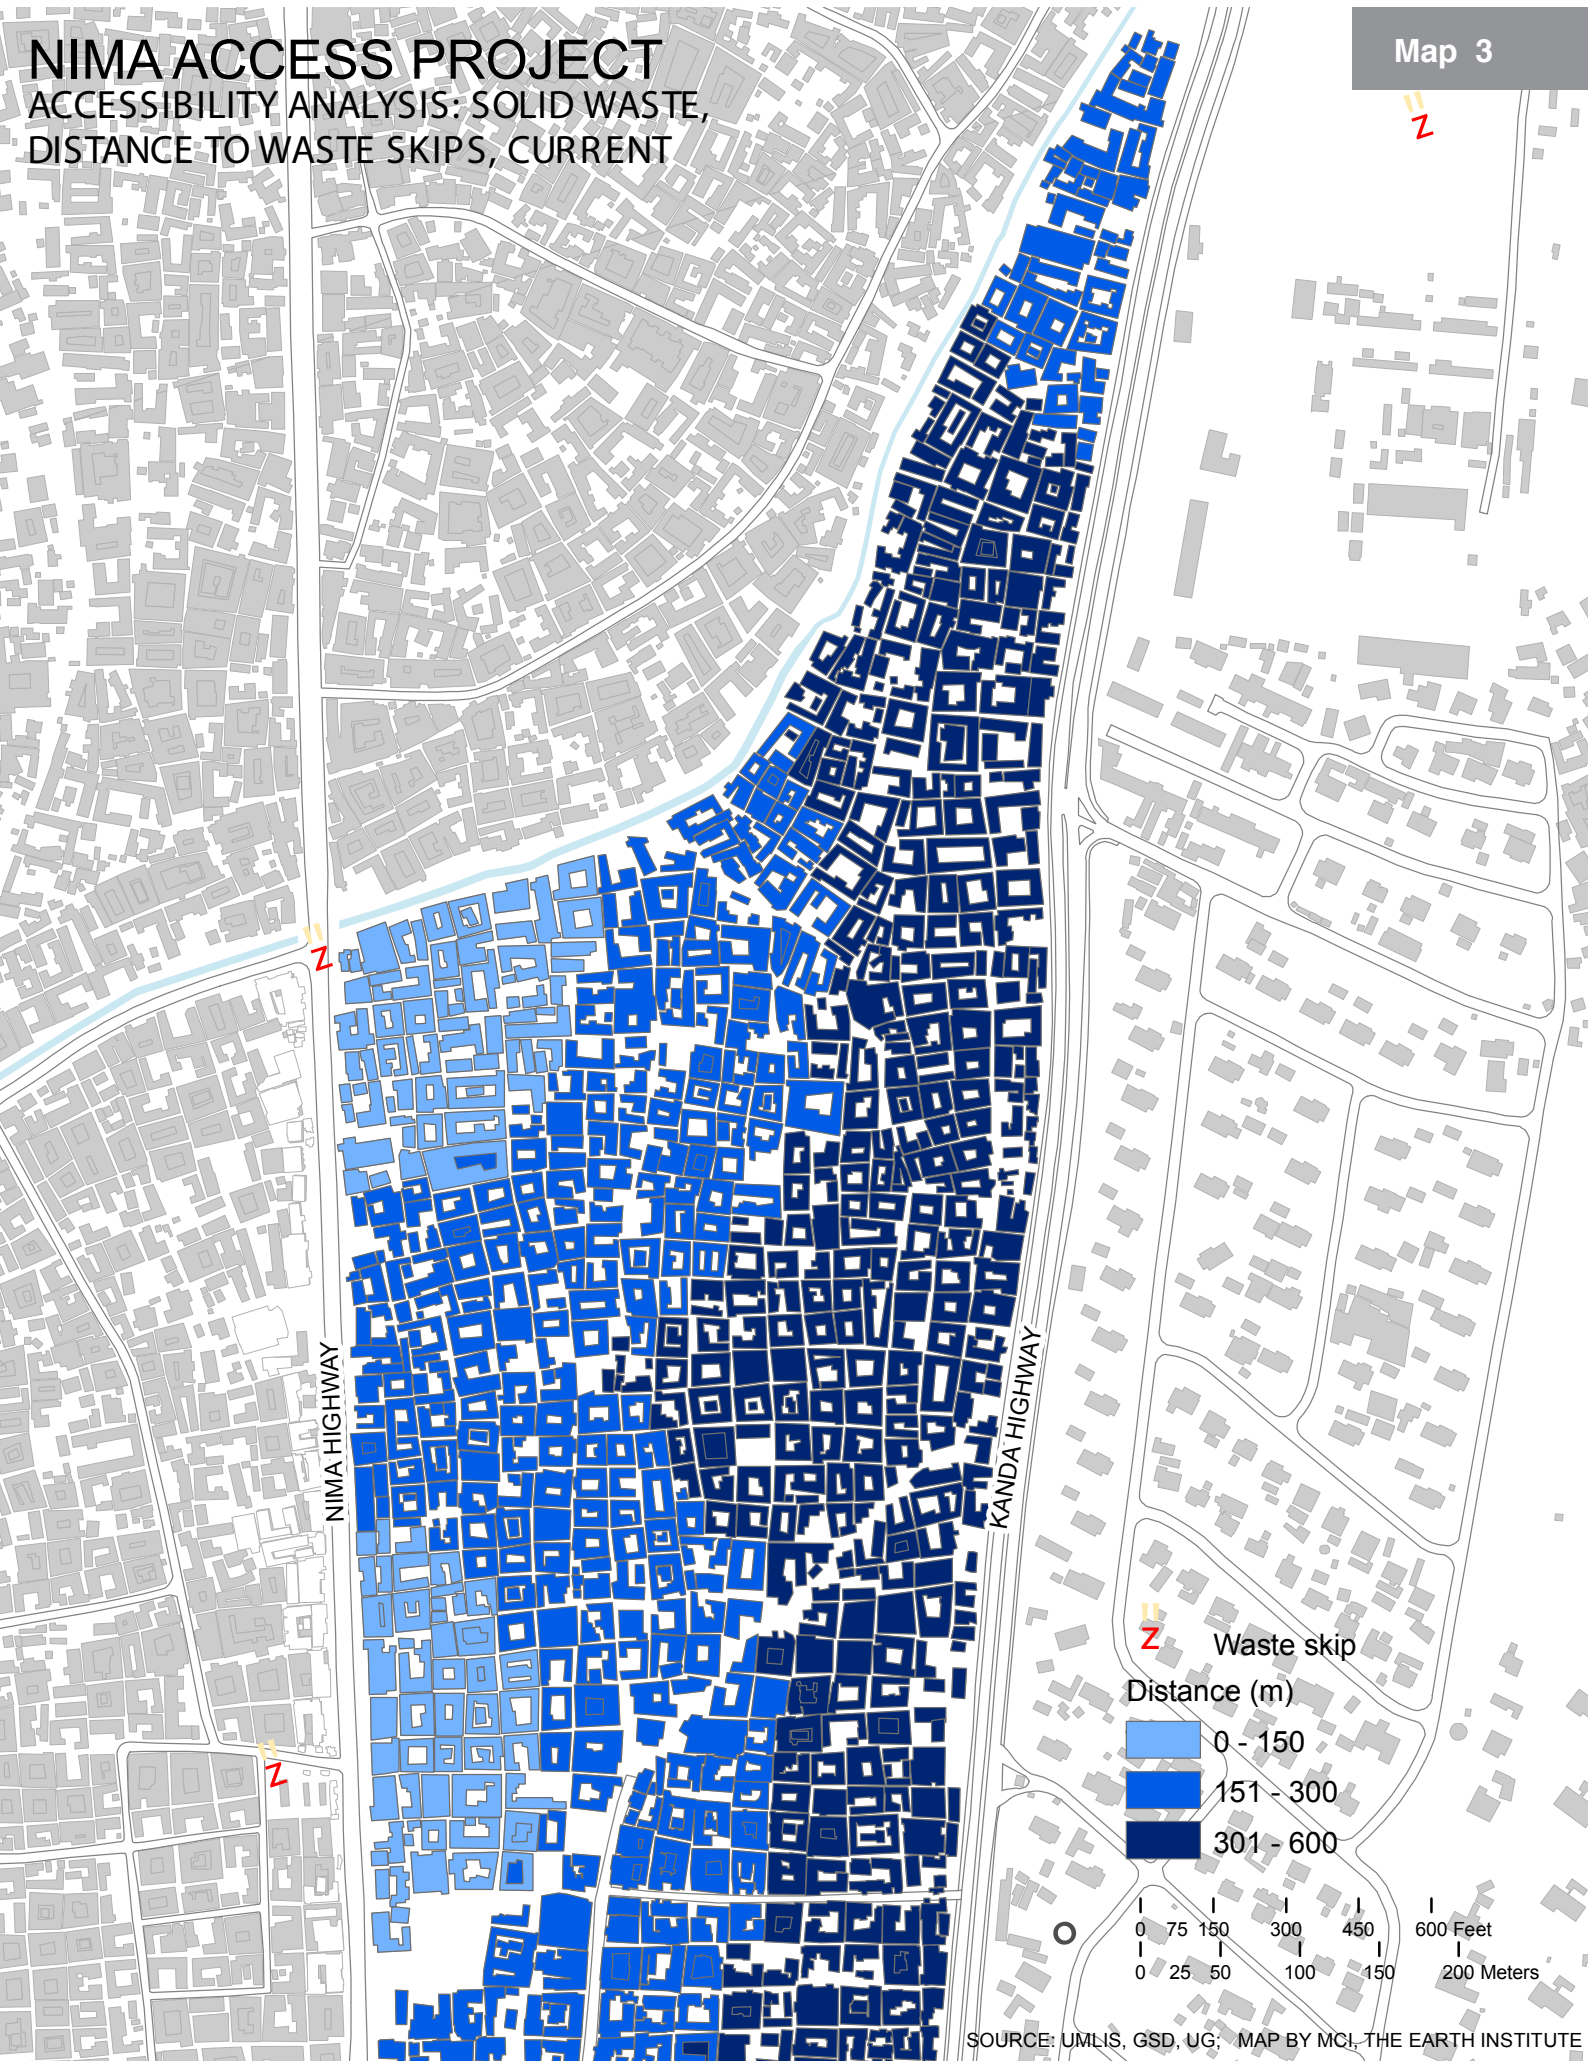 NIMA ACCESS PROJECT
ACCESSIBILITY ANALYSIS: SOLID WASTE,
DISTANCE TO WASTE SKIPS, CURRENT
Map 3
" Z
" Z
" Z
NIMA HIGHWAY
KANDA HIGHWAY
" Z Waste skip
Distance (m)
0 - 150
151 - 300
301 - 600
0 75 150 300 450 600 Feet
0 25 50 100 150 200 Meters
SOURCE: UMLIS, GSD, UG; MAP BY MCI, THE EARTH INSTITUTE